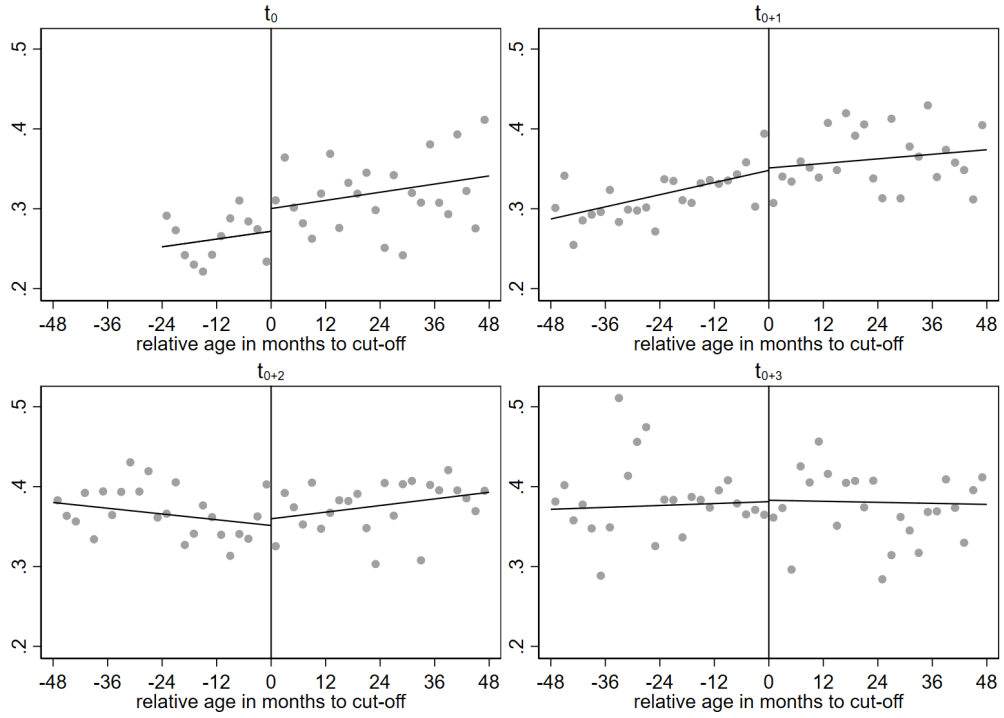 t₀
.5
.4
.3
.2
-48 -36 -24 -12 0 12 24 36 48
relative age in months to cut-off
t₀₊₁
.5
.4
.3
.2
-48 -36 -24 -12 0 12 24 36 48
relative age in months to cut-off
t₀₊₂
.5
.4
.3
.2
-48 -36 -24 -12 0 12 24 36 48
relative age in months to cut-off
t₀₊₃
.5
.4
.3
.2
-48 -36 -24 -12 0 12 24 36 48
relative age in months to cut-off